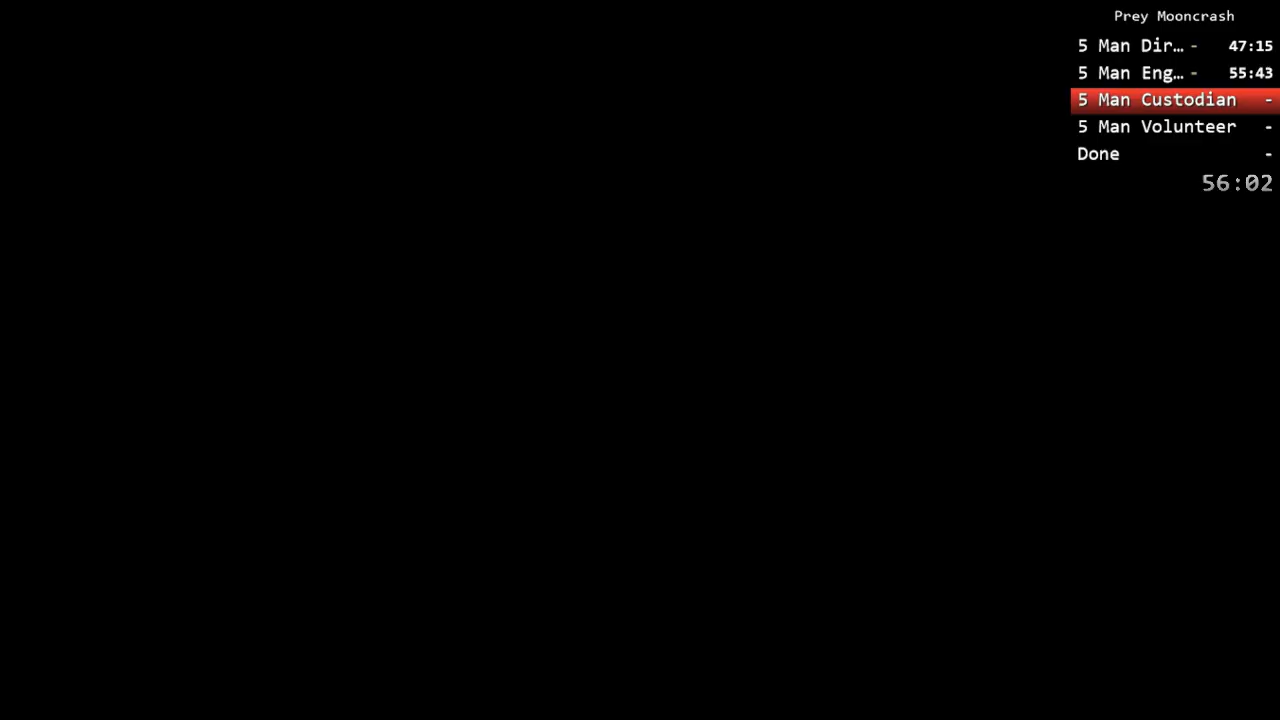 Prey Mooncrash
5 Man Dir… - 47:15
5 Man Eng… - 55:43
5 Man Custodian -
5 Man Volunteer -
Done -
56:02